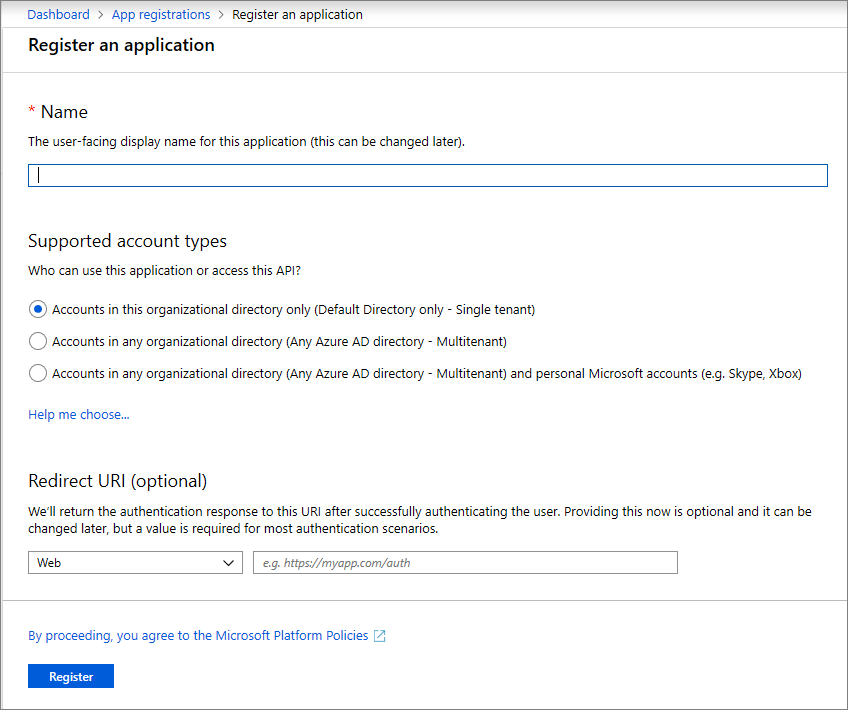 Dashboard > App registrations > Register an application
Register an application
* Name
The user-facing display name for this application (this can be changed later).
Supported account types
Who can use this application or access this API?
Accounts in this organizational directory only (Default Directory only - Single tenant)
Accounts in any organizational directory (Any Azure AD directory - Multitenant)
Accounts in any organizational directory (Any Azure AD directory - Multitenant) and personal Microsoft accounts (e.g. Skype, Xbox)
Help me choose...
Redirect URI (optional)
We'll return the authentication response to this URI after successfully authenticating the user. Providing this now is optional and it can be
changed later, but a value is required for most authentication scenarios.
Web e.g. https://myapp.com/auth
By proceeding, you agree to the Microsoft Platform Policies
Register